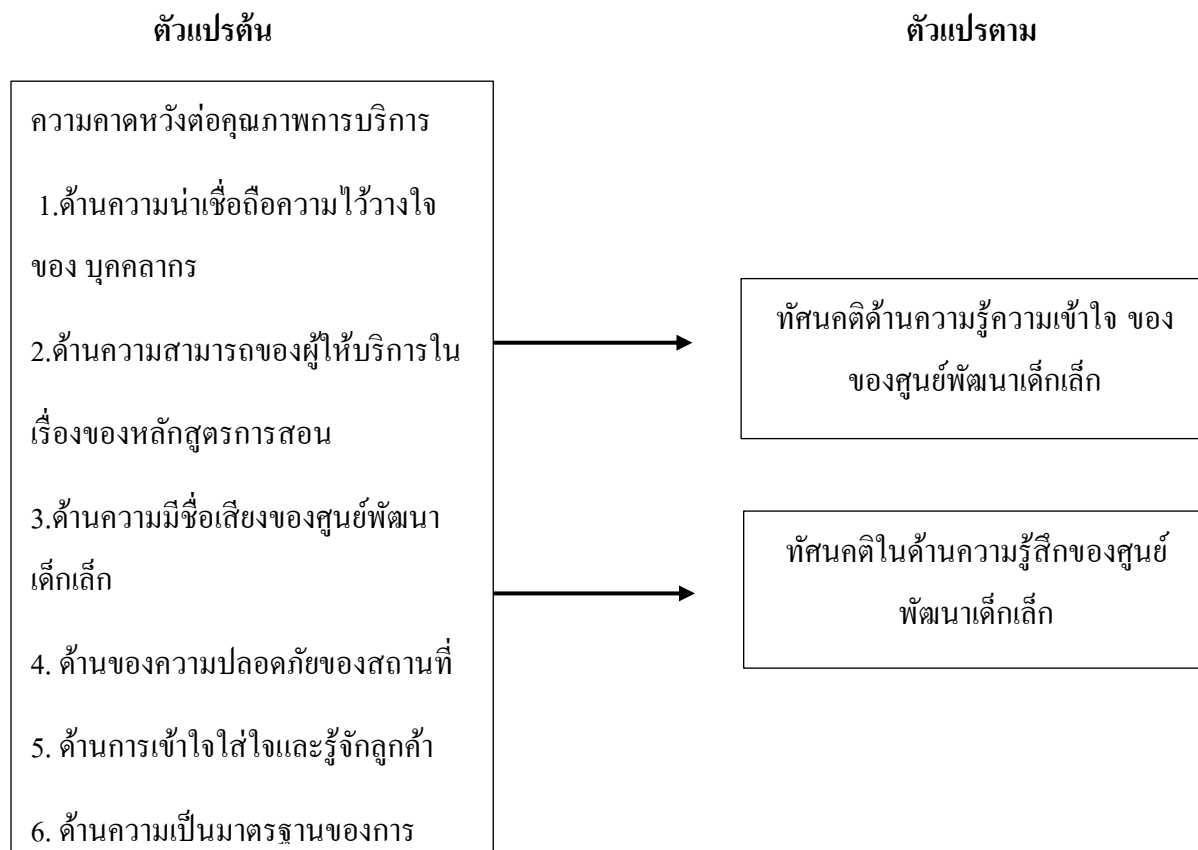 ตัวแปรต้น
ตัวแปรตาม
ความคาดหวังต่อคุณภาพการบริการ
1.ด้านความน่าเชื่อถือความไว้วางใจ
ของ บุคคลากร
2.ด้านความสามารถของผู้ให้บริการใน
เรื่องของหลักสูตรการสอน
3.ด้านความมีชื่อเสียงของศูนย์พัฒนา
เด็กเล็ก
4. ด้านของความปลอดภัยของสถานที่
5. ด้านการเข้าใจใส่ใจและรู้จักลูกค้า
6. ด้านความเป็นมาตรฐานของการ
ทัศนคติด้านความรู้ความเข้าใจ ของ
ของศูนย์พัฒนาเด็กเล็ก
ทัศนคติในด้านความรู้สึกของศูนย์
พัฒนาเด็กเล็ก